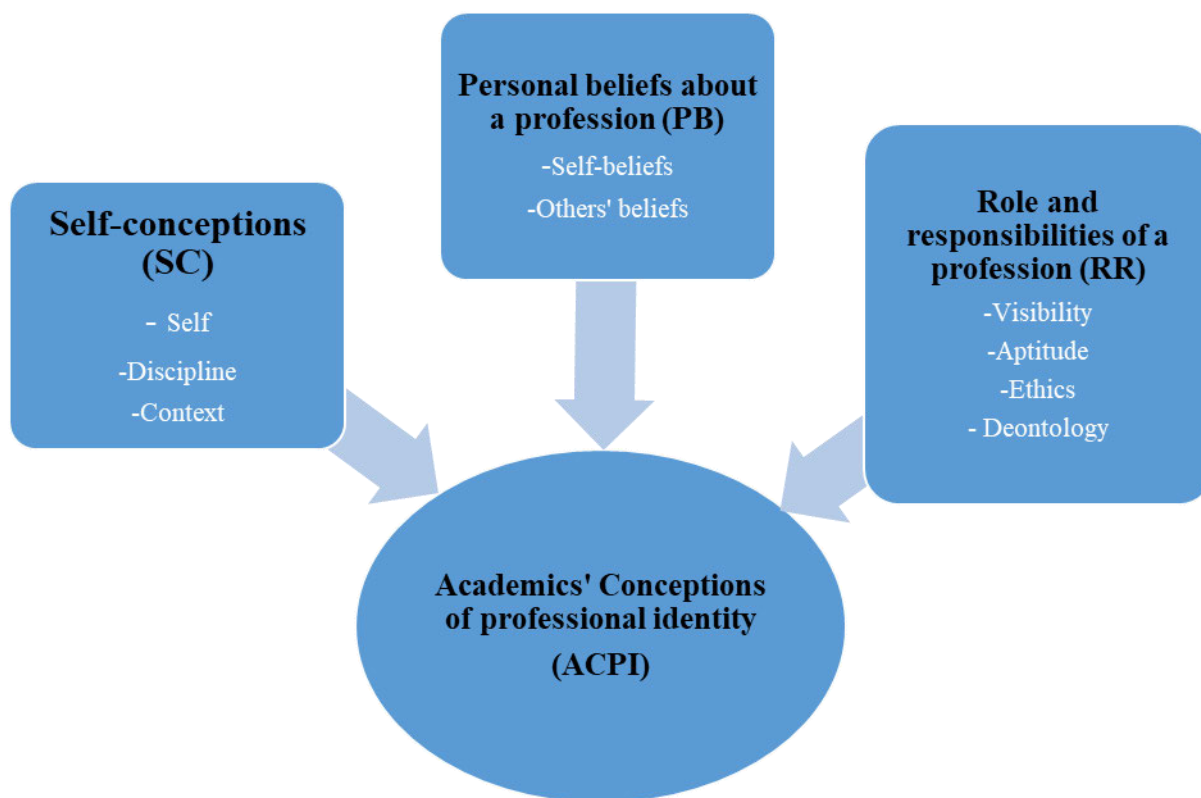 Personal beliefs about
a profession (PB)
-Self-beliefs
-Others' beliefs
Self-conceptions
(SC)
- Self
-Discipline
-Context
Role and
responsibilities of a
profession (RR)
-Visibility
-Aptitude
-Ethics
- Deontology
Academics' Conceptions
of professional identity
(ACPI)